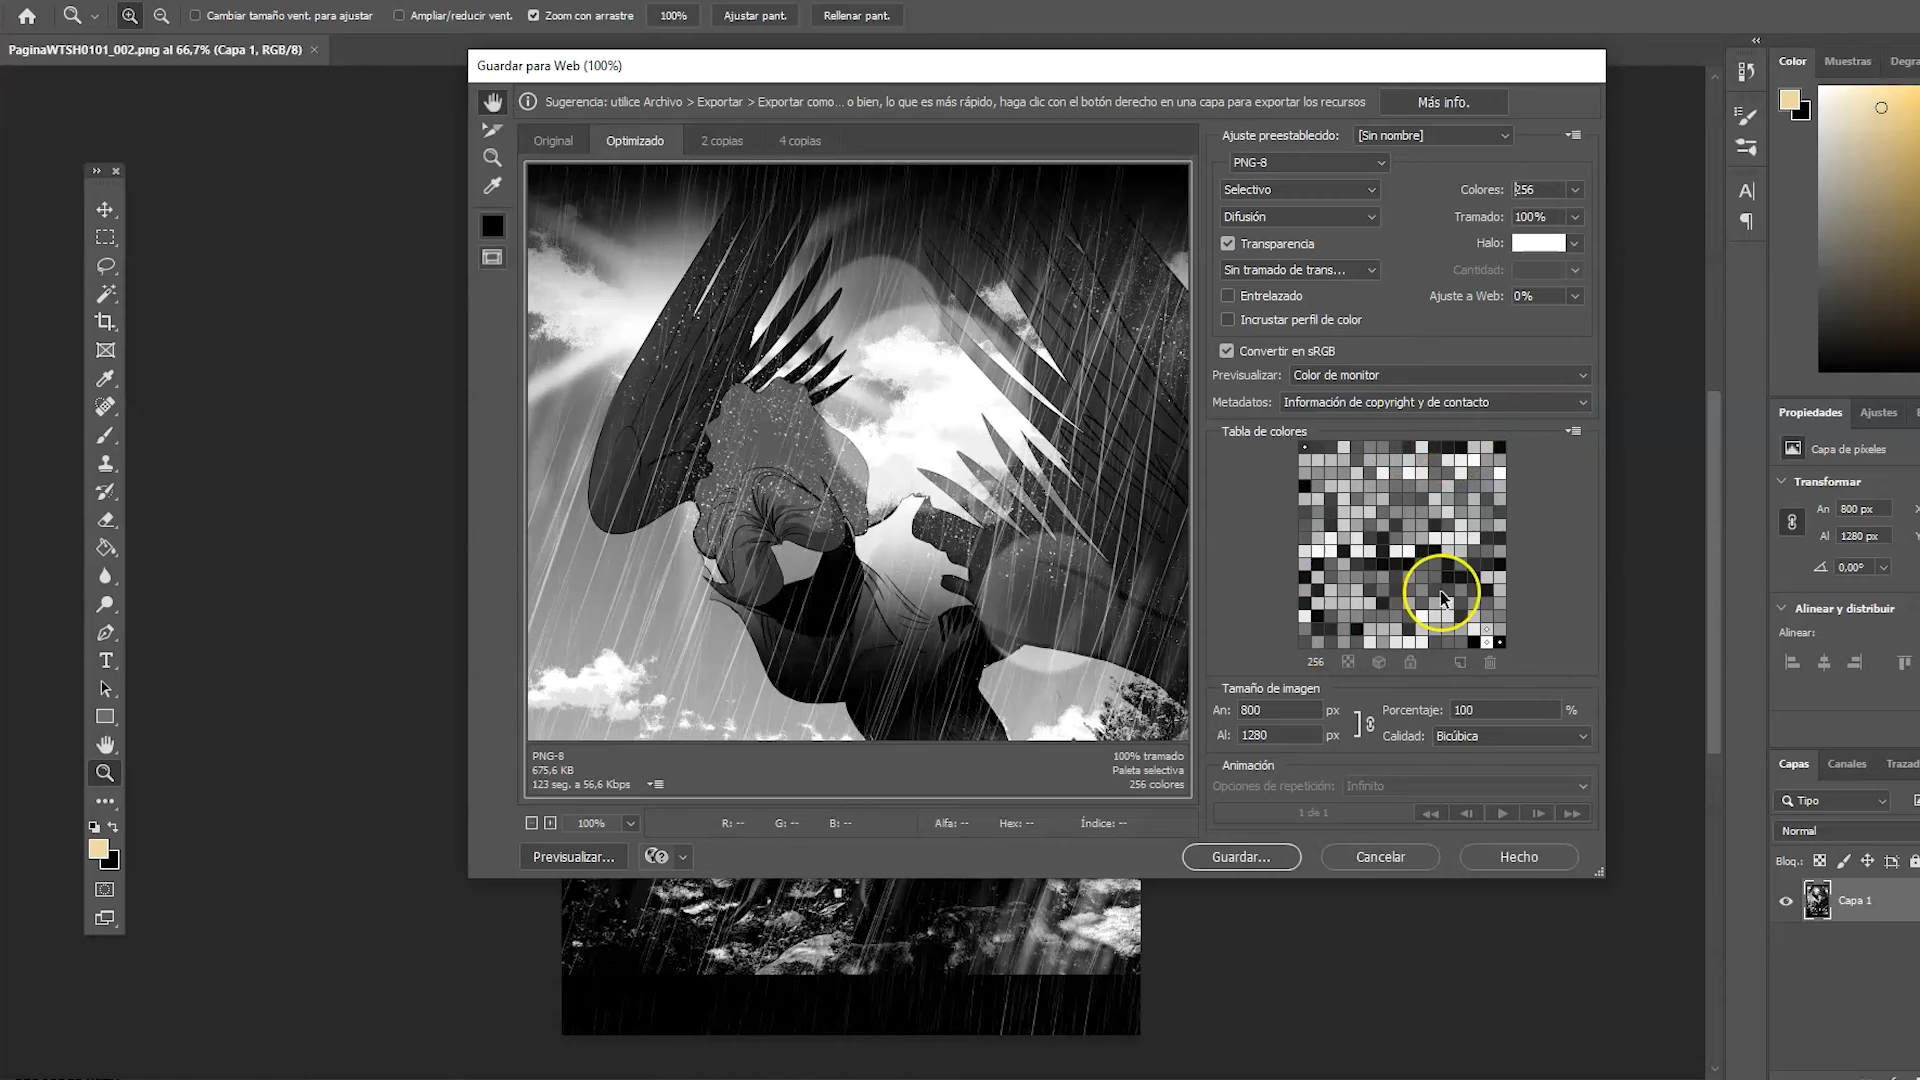 Cambiar tamaño vent. para ajustar
Ampliar/reducir vent.
Zoom con arrastre
100%
Ajustar pant.
Rellenar pant.
PaginaWTSH0101_002.png al 66,7% (Capa 1, RGB/8)
Guardar para Web (100%)
Sugerencia: utilice Archivo > Exportar > Exportar como... o bien, lo que es más rápido, haga clic con el botón derecho en una capa para exportar los recursos
Más info.
Original
Optimizado
2 copias
4 copias
Ajuste preestablecido: [Sin nombre]
PNG-8
Selectivo
Colores: 256
Difusión
Tramado: 100%
Transparencia
Halo:
Sin tramado de trans...
Cantidad:
Entrelazado
Ajuste a Web: 0%
Incrustar perfil de color
Convertir en sRGB
Previsualizar: Color de monitor
Metadatos: Información de copyright y de contacto
Tabla de colores
256
Tamaño de imagen
An: 800 px
Porcentaje: 100 %
Al: 1280 px
Calidad: Bicúbica
Animación
Opciones de repetición: Infinito
1 de 1
PNG-8
675,6 KB
123 seg. a 56,6 Kbps
100% tramado
Paleta selectiva
256 colores
100%
R: --
G: --
B: --
Alfa: --
Hex: --
Índice: --
Previsualizar...
Guardar...
Cancelar
Hecho
Color
Muestras
Degra
Propiedades
Ajustes
Capa de píxeles
Transformar
An 800 px
Al 1280 px
0,00°
Alinear y distribuir
Alinear:
Capas
Canales
Trazad
Tipo
Normal
Bloq.:
Capa 1